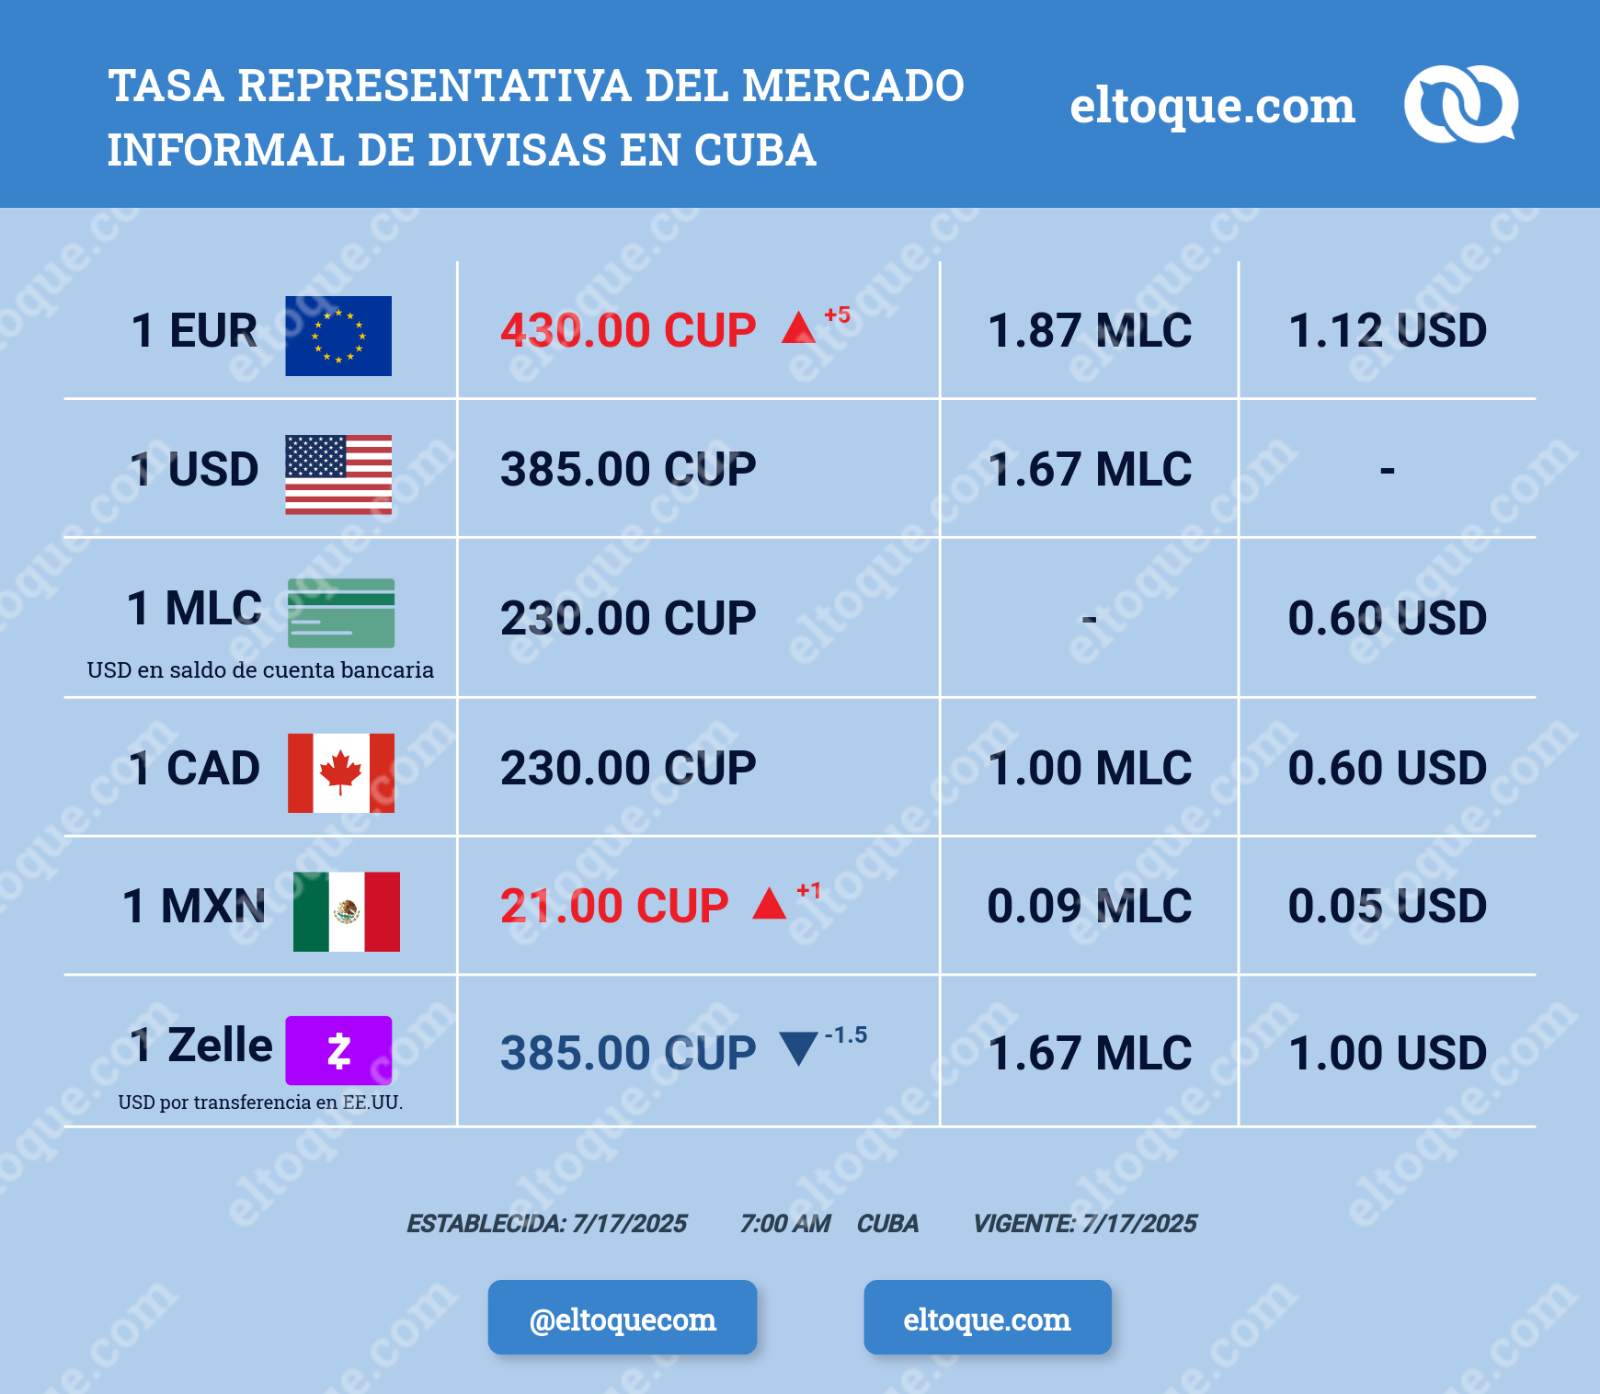 TASA REPRESENTATIVA DEL MERCADO
INFORMAL DE DIVISAS EN CUBA
eltoque.com
1 EUR 430.00 CUP ▲ +5 1.87 MLC 1.12 USD
1 USD 385.00 CUP 1.67 MLC -
1 MLC 230.00 CUP - 0.60 USD
USD en saldo de cuenta bancaria
1 CAD 230.00 CUP 1.00 MLC 0.60 USD
1 MXN 21.00 CUP ▲ +1 0.09 MLC 0.05 USD
1 Zelle 385.00 CUP ▼ -1.5 1.67 MLC 1.00 USD
USD por transferencia en EE.UU.
ESTABLECIDA: 7/17/2025 7:00 AM CUBA VIGENTE: 7/17/2025
@eltoquecom eltoque.com